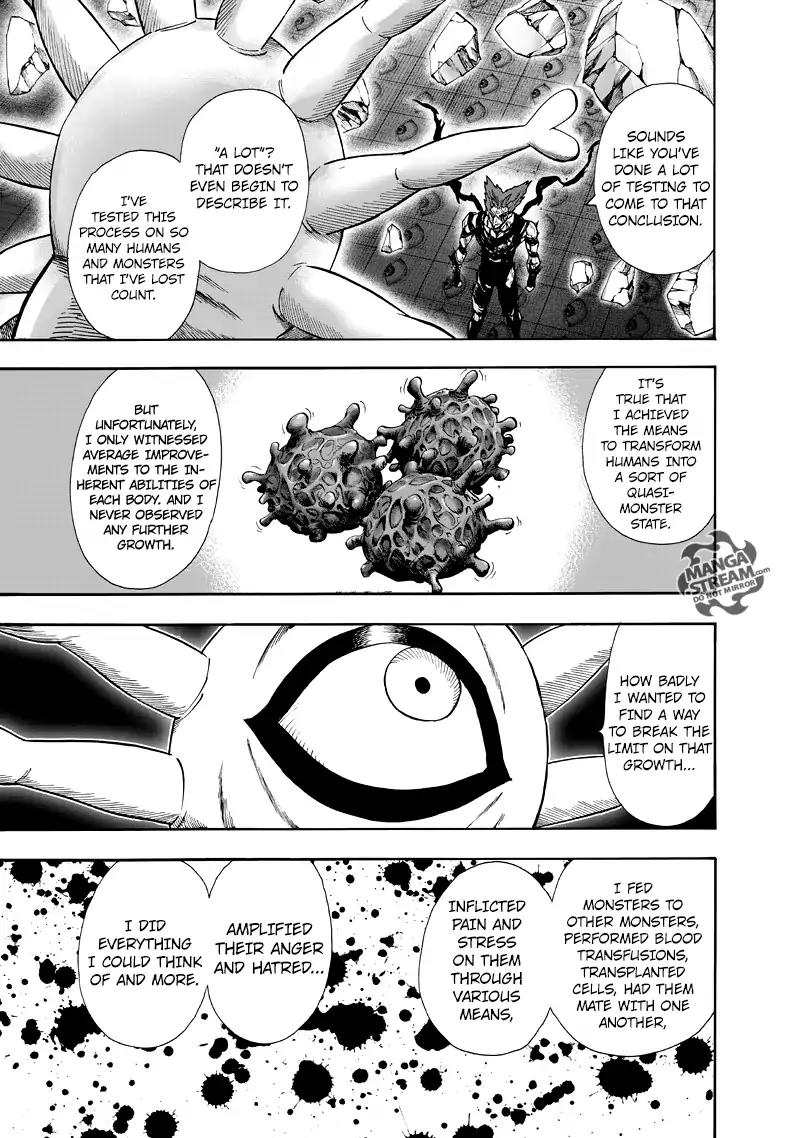 SOUNDS
LIKE YOU'VE
DONE A LOT
OF TESTING TO
COME TO THAT
CONCLUSION.
"A LOT"?
THAT DOESN'T
EVEN BEGIN TO
DESCRIBE IT.
I'VE
TESTED THIS
PROCESS ON SO
MANY HUMANS
AND MONSTERS
THAT I'VE LOST
COUNT.
IT'S
TRUE THAT
I ACHIEVED
THE MEANS
TO TRANSFORM
HUMANS INTO
A SORT OF
QUASI-
MONSTER
STATE.
BUT
UNFORTUNATELY,
I ONLY WITNESSED
AVERAGE IMPROVE-
MENTS TO THE IN-
HERENT ABILITIES OF
EACH BODY. AND I
NEVER OBSERVED
ANY FURTHER
GROWTH.
MANGA
STREAM.com
DO NOT MIRROR
HOW BADLY
I WANTED TO
FIND A WAY
TO BREAK THE
LIMIT ON THAT
GROWTH...
I FED
MONSTERS TO
OTHER MONSTERS,
PERFORMED BLOOD
TRANSFUSIONS,
TRANSPLANTED
CELLS, HAD THEM
MATE WITH ONE
ANOTHER,
INFLICTED
PAIN AND
STRESS
ON THEM
THROUGH
VARIOUS
MEANS,
AMPLIFIED
THEIR ANGER
AND HATRED...
I DID
EVERYTHING
I COULD THINK
OF AND MORE.